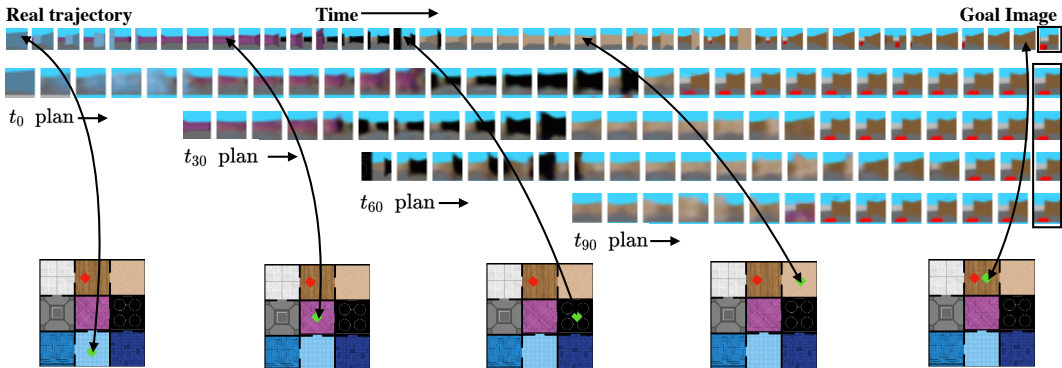 Real trajectory
Time
Goal Image
t0 plan
t30 plan
t60 plan
t90 plan